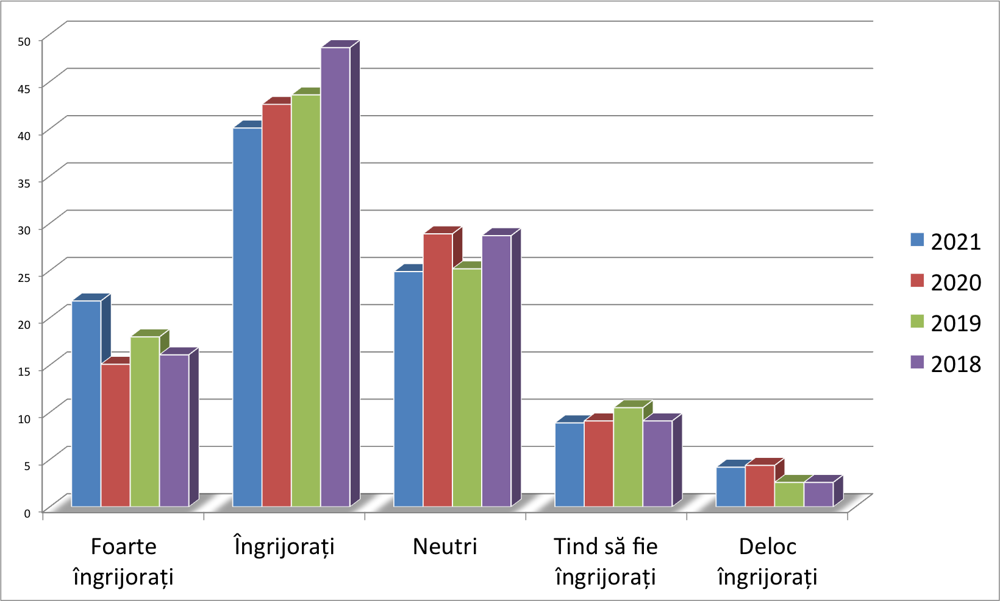 50
45
40
35
30
25
20
15
10
5
0
Foarte
îngrijorați
Îngrijorați
Neutri
Tind să fie
îngrijorați
Deloc
îngrijorați
2021
2020
2019
2018